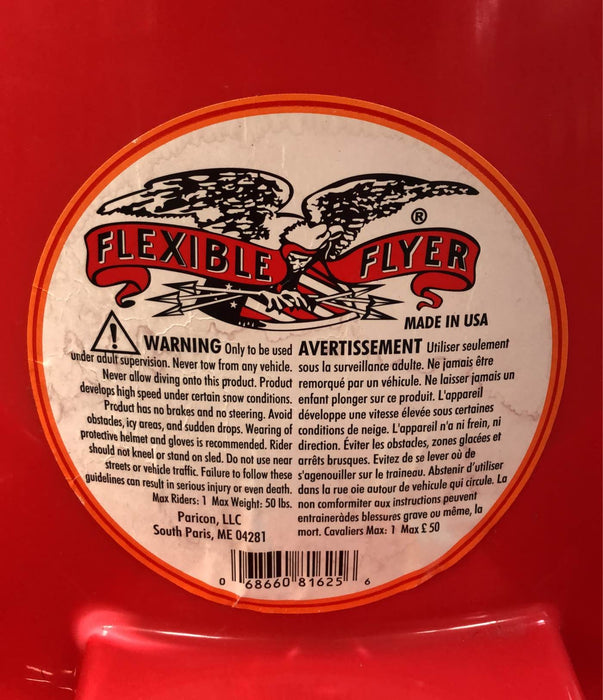 FLEXIBLE FLYER
®
MADE IN USA
WARNING Only to be used
under adult supervision. Never tow from any vehicle.
Never allow diving onto this product. Product
develops high speed under certain snow conditions.
Product has no brakes and no steering. Avoid
obstacles, icy areas, and sudden drops. Wearing of
protective helmet and gloves is recommended. Rider
should not kneel or stand on sled. Do not use near
streets or vehicle traffic. Failure to follow these
guidelines can result in serious injury or even death.
Max Riders: 1 Max Weight: 50 lbs.
Paricon, LLC
South Paris, ME 04281
AVERTISSEMENT Utiliser seulement
sous la surveillance adulte. Ne jamais être
remorqué par un véhicule. Ne laisser jamais un
enfant plonger sur ce produit. L'appareil
développe une vitesse élevée sous certaines
conditions de neige. L'appareil n'a ni frein, ni
direction. Éviter les obstacles, zones glacées et
arrêts brusques. Evitez de se lever où de
s'agenouiller sur le traineau. Abstenir d'utiliser
dans la rue oie autour de vehicule qui circule. La
non comformiter aux instructions peuvent
entraineràdes blessures grave ou même, la
mort. Cavaliers Max: 1 Max £ 50
0 68660 81625 6